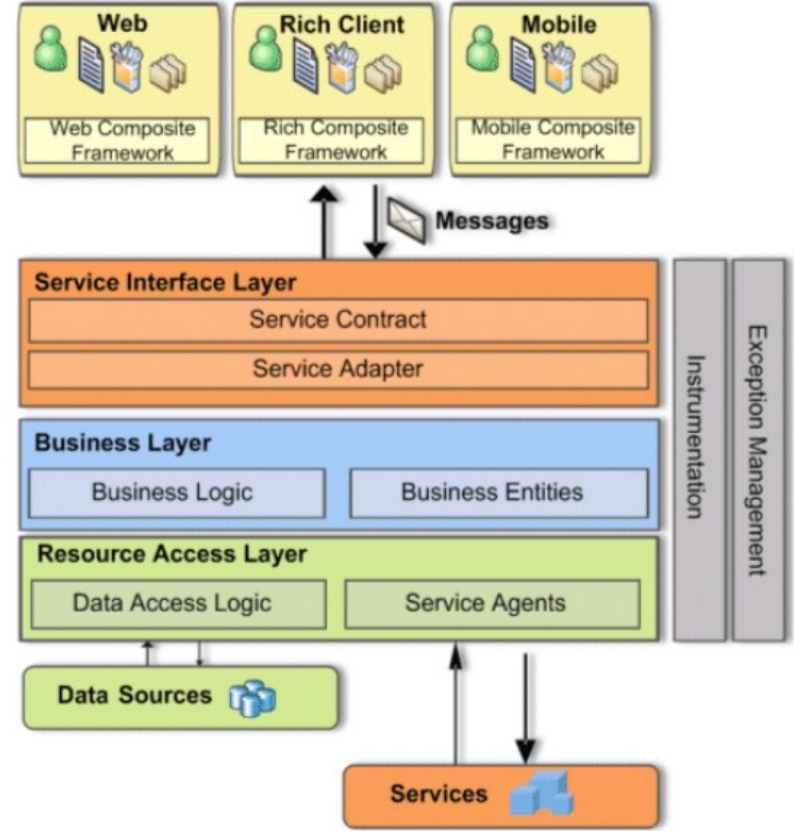 Web
Rich Client
Mobile
Web Composite
Framework
Rich Composite
Framework
Mobile Composite
Framework
Messages
Service Interface Layer
Service Contract
Service Adapter
Business Layer
Business Logic
Business Entities
Resource Access Layer
Data Access Logic
Service Agents
Instrumentation
Exception Management
Data Sources
Services